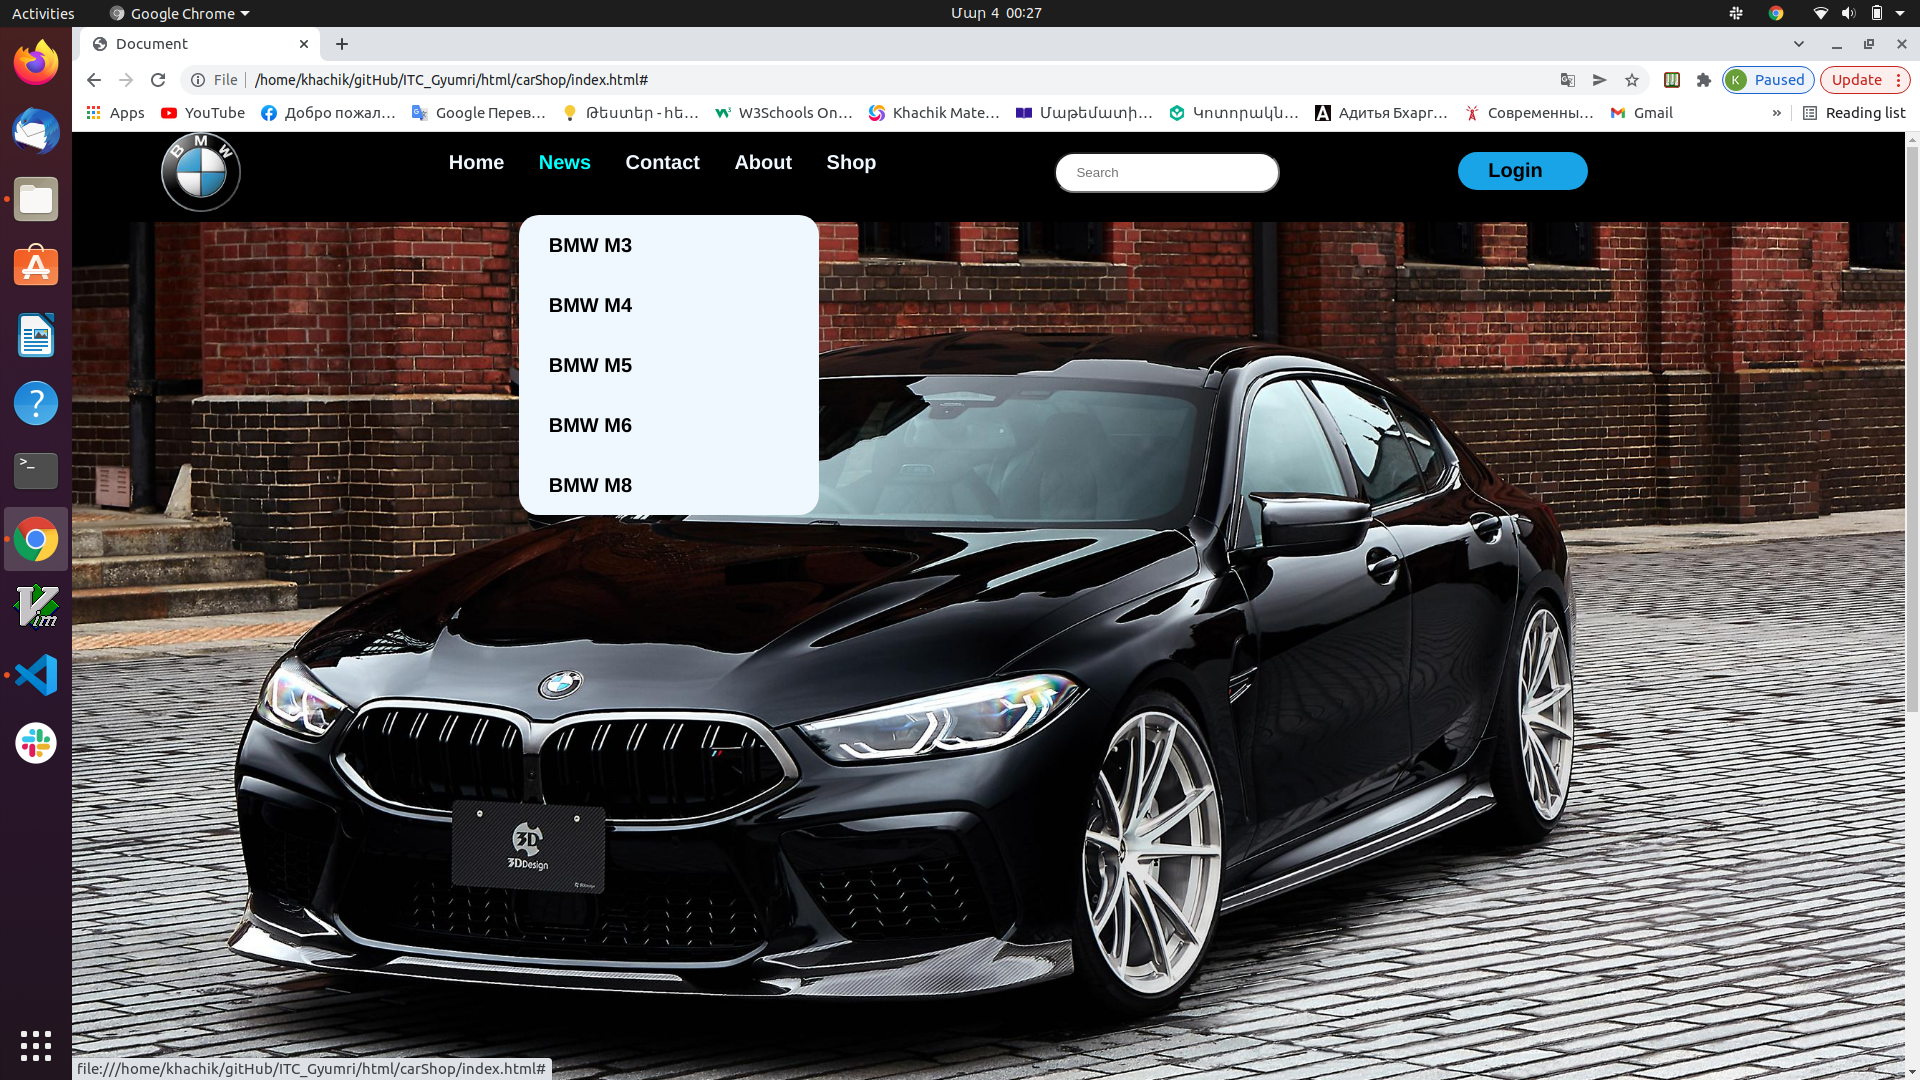 Activities
Google Chrome
Մար 4 00:27
Document
File
/home/khachik/gitHub/ITC_Gyumri/html/carShop/index.html#
K
Paused
Update
Apps
YouTube
Добро пожал...
Google Перев...
Թեստեր - հե...
W3Schools On...
Khachik Mate...
Մաթեմատի...
Կոտորակն...
Адитья Бхарг...
Современны...
Gmail
»
Reading list
BMW
Home
News
Contact
About
Shop
Search
Login
BMW M3
BMW M4
BMW M5
BMW M6
BMW M8
3D
3DDesign
file:///home/khachik/gitHub/ITC_Gyumri/html/carShop/index.html#